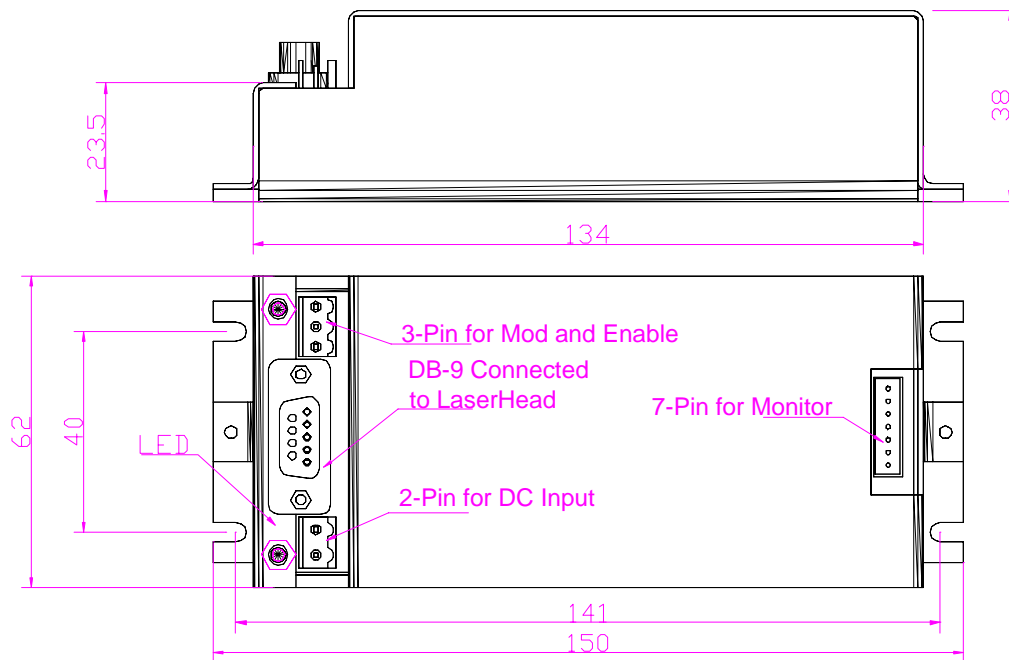 38
23.5
134
3-Pin for Mod and Enable
DB-9 Connected
to LaserHead
7-Pin for Monitor
62
40
LED
2-Pin for DC Input
141
150